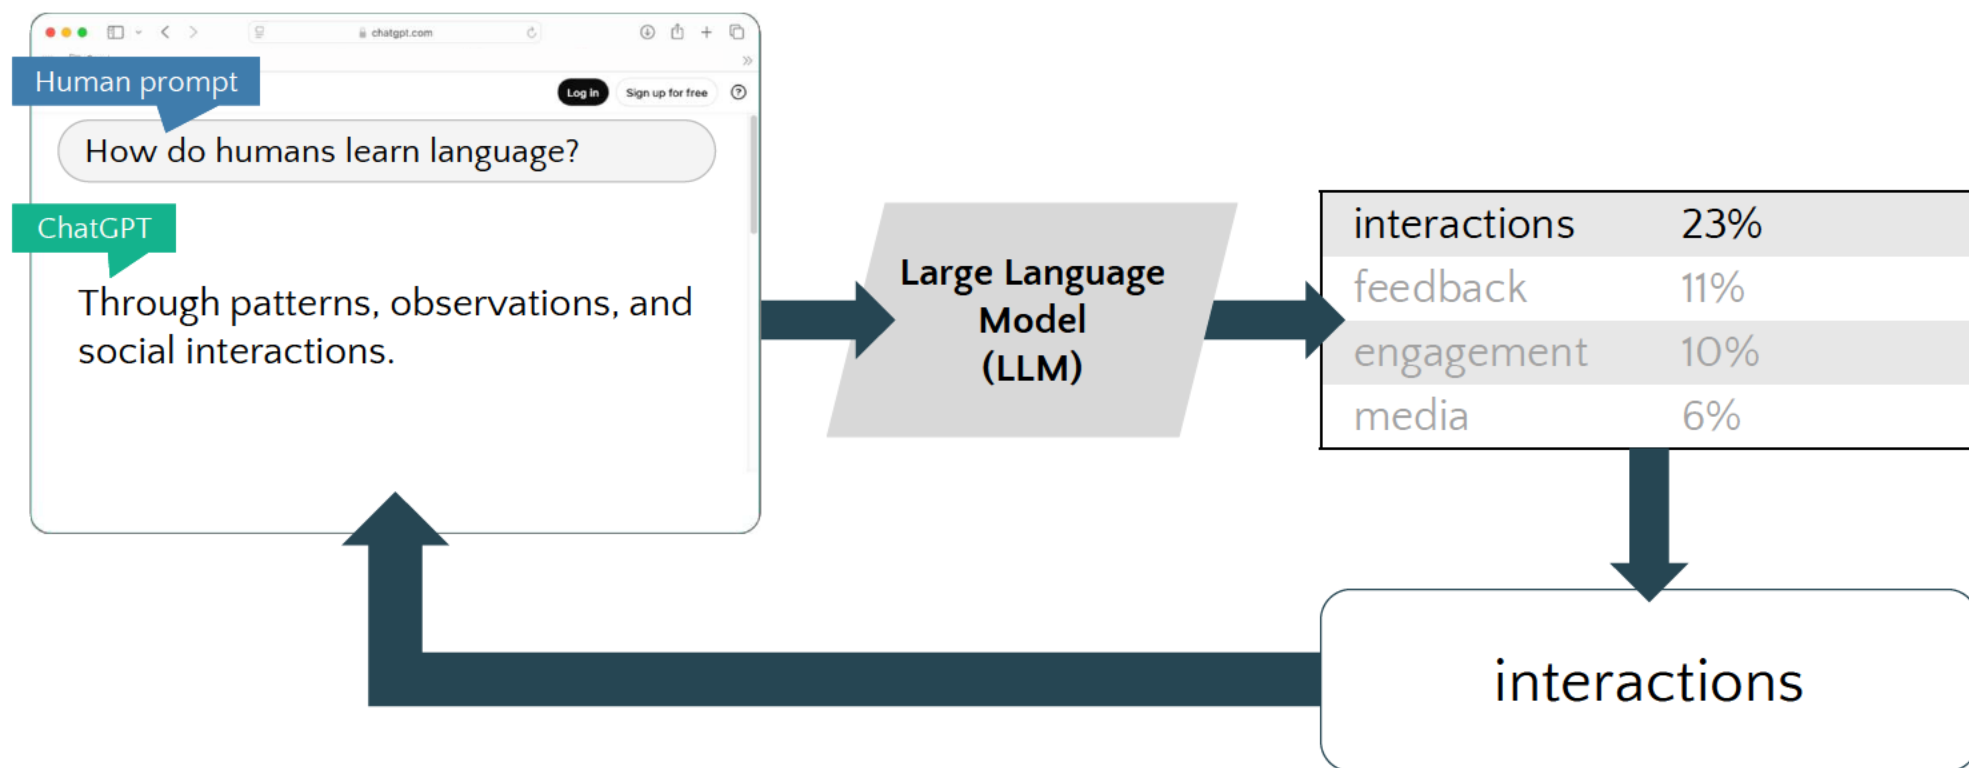 chatgpt.com
Human prompt
Log in
Sign up for free
How do humans learn language?
ChatGPT
Through patterns, observations, and
social interactions.
Large Language
Model
(LLM)
interactions 23%
feedback 11%
engagement 10%
media 6%
interactions